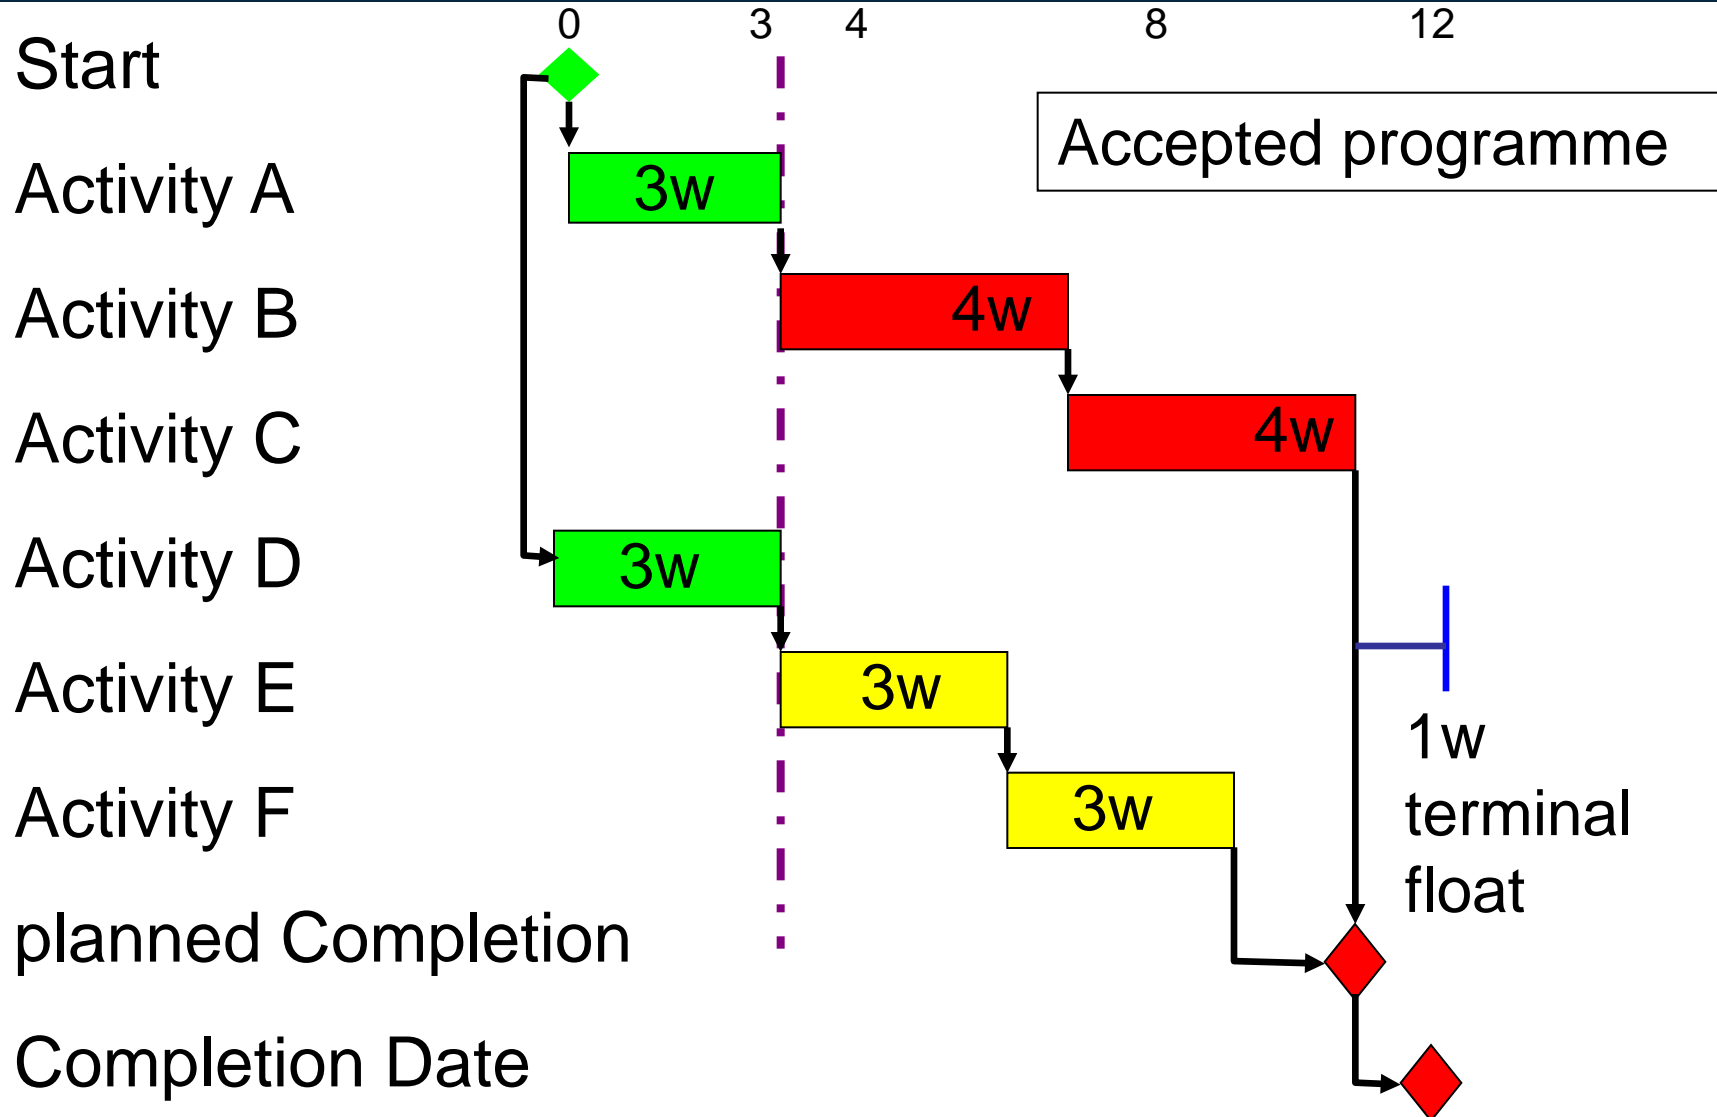 0 3 4 8 12
Start
Accepted programme
Activity A 3w
Activity B 4w
Activity C 4w
Activity D 3w
Activity E 3w
1w
Activity F 3w
terminal
float
planned Completion
Completion Date